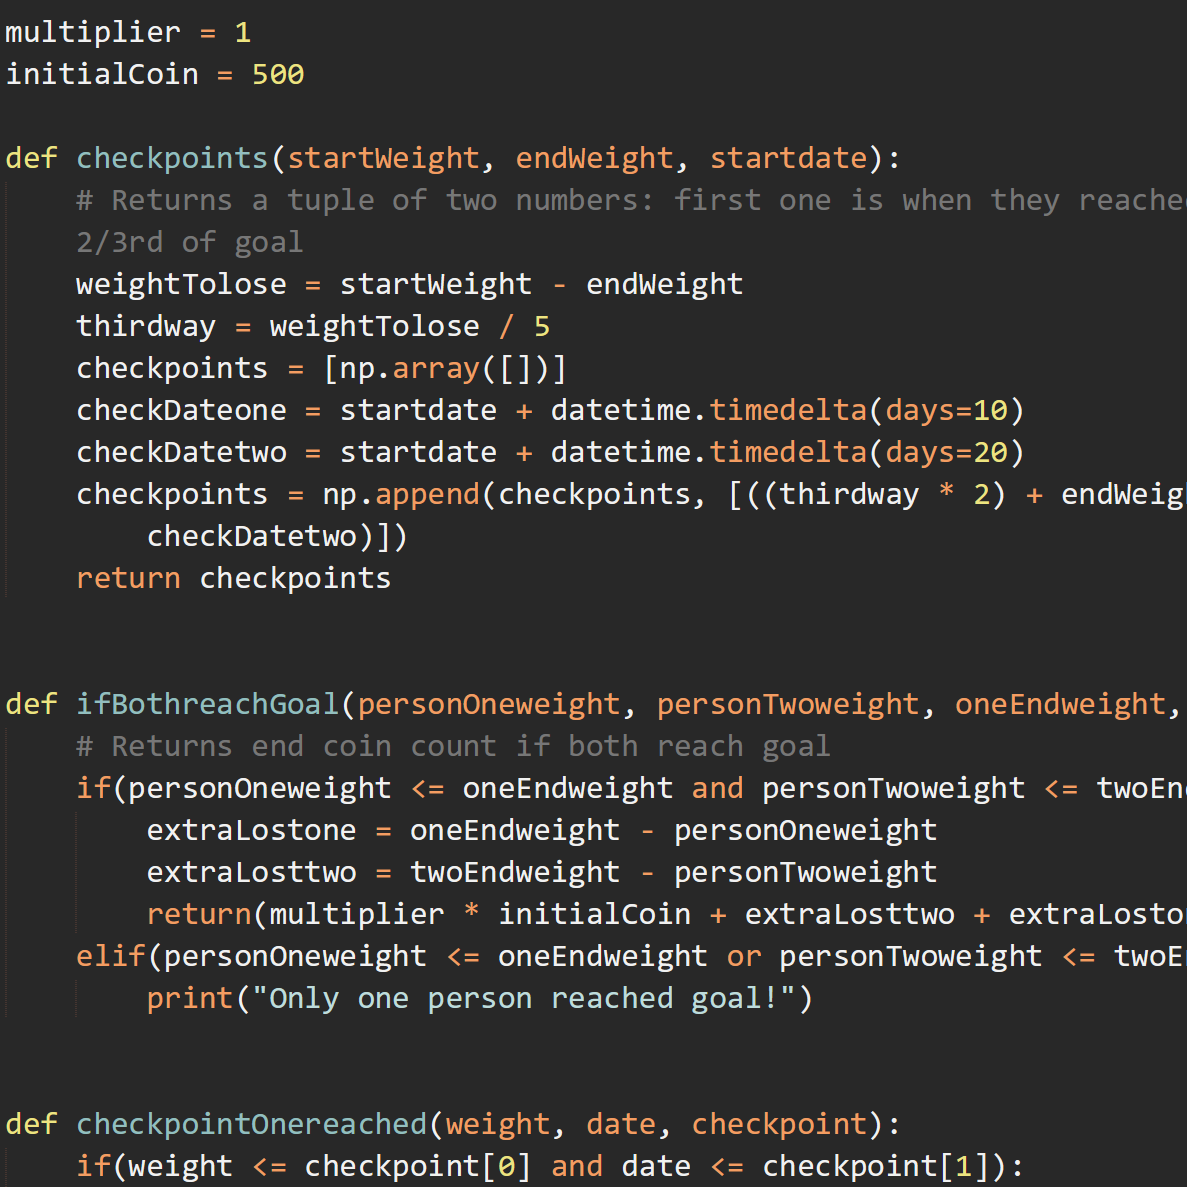 multiplier = 1
initialCoin = 500
def checkpoints(startWeight, endWeight, startdate):
# Returns a tuple of two numbers: first one is when they reache
2/3rd of goal
weightTolose = startWeight - endWeight
thirdway = weightTolose / 5
checkpoints = [np.array([])]
checkDateone = startdate + datetime.timedelta(days=10)
checkDatetwo = startdate + datetime.timedelta(days=20)
checkpoints = np.append(checkpoints, [((thirdway * 2) + endWeig
checkDatetwo)])
return checkpoints
def ifBothreachGoal(personOneweight, personTwoweight, oneEndweight,
# Returns end coin count if both reach goal
if(personOneweight <= oneEndweight and personTwoweight <= twoEn
extraLostone = oneEndweight - personOneweight
extraLosttwo = twoEndweight - personTwoweight
return(multiplier * initialCoin + extraLosttwo + extraLosto
elif(personOneweight <= oneEndweight or personTwoweight <= twoE
print("Only one person reached goal!")
def checkpointOnereached(weight, date, checkpoint):
if(weight <= checkpoint[0] and date <= checkpoint[1]):